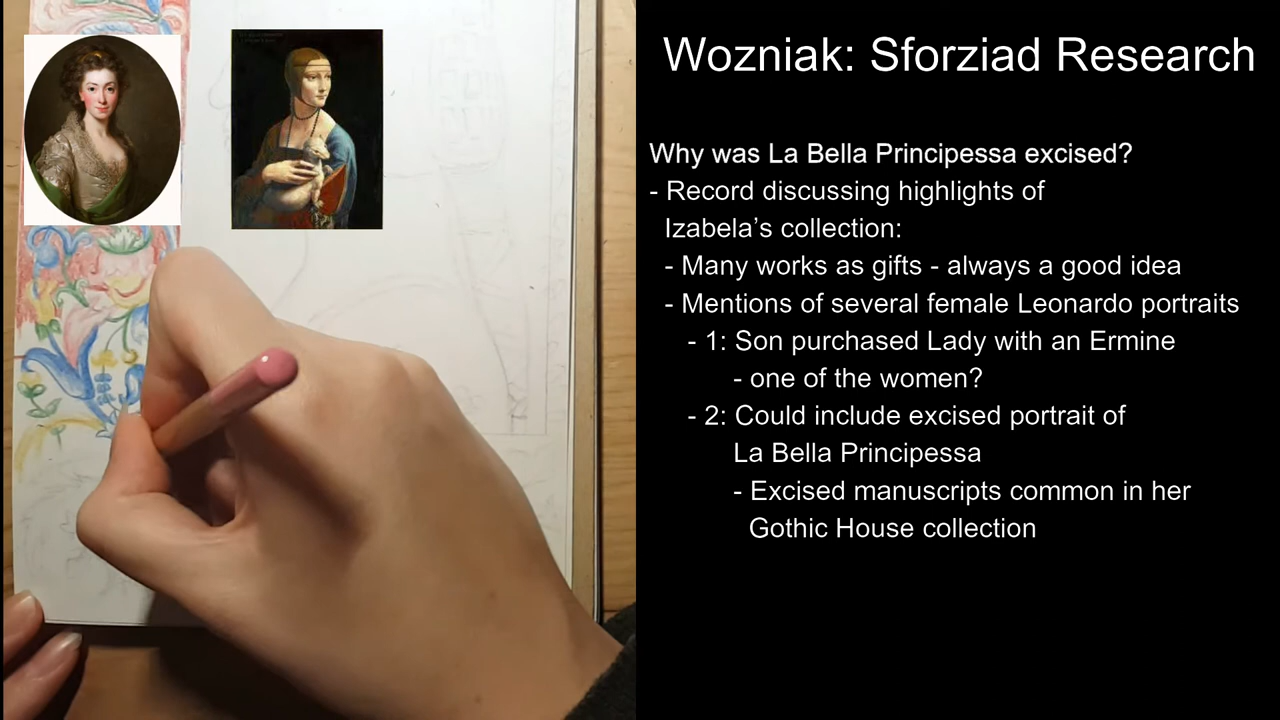 Wozniak: Sforziad Research
Why was La Bella Principessa excised?
- Record discussing highlights of
Izabela’s collection:
- Many works as gifts - always a good idea
- Mentions of several female Leonardo portraits
- 1: Son purchased Lady with an Ermine
- one of the women?
- 2: Could include excised portrait of
La Bella Principessa
- Excised manuscripts common in her
Gothic House collection